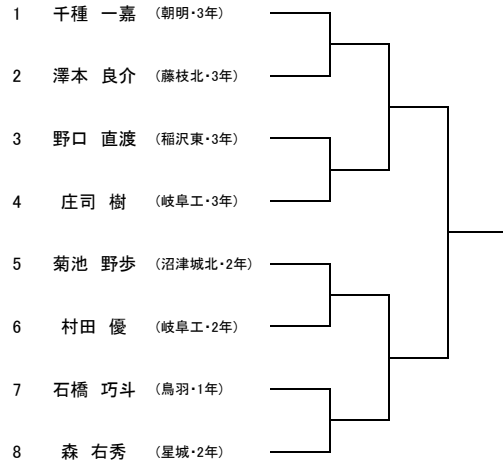 1 千種 一嘉 (朝明・3年)
2 澤本 良介 (藤枝北・3年)
3 野口 直渡 (稲沢東・3年)
4 庄司 樹 (岐阜工・3年)
5 菊池 野歩 (沼津城北・2年)
6 村田 優 (岐阜工・2年)
7 石橋 巧斗 (鳥羽・1年)
8 森 右秀 (星城・2年)